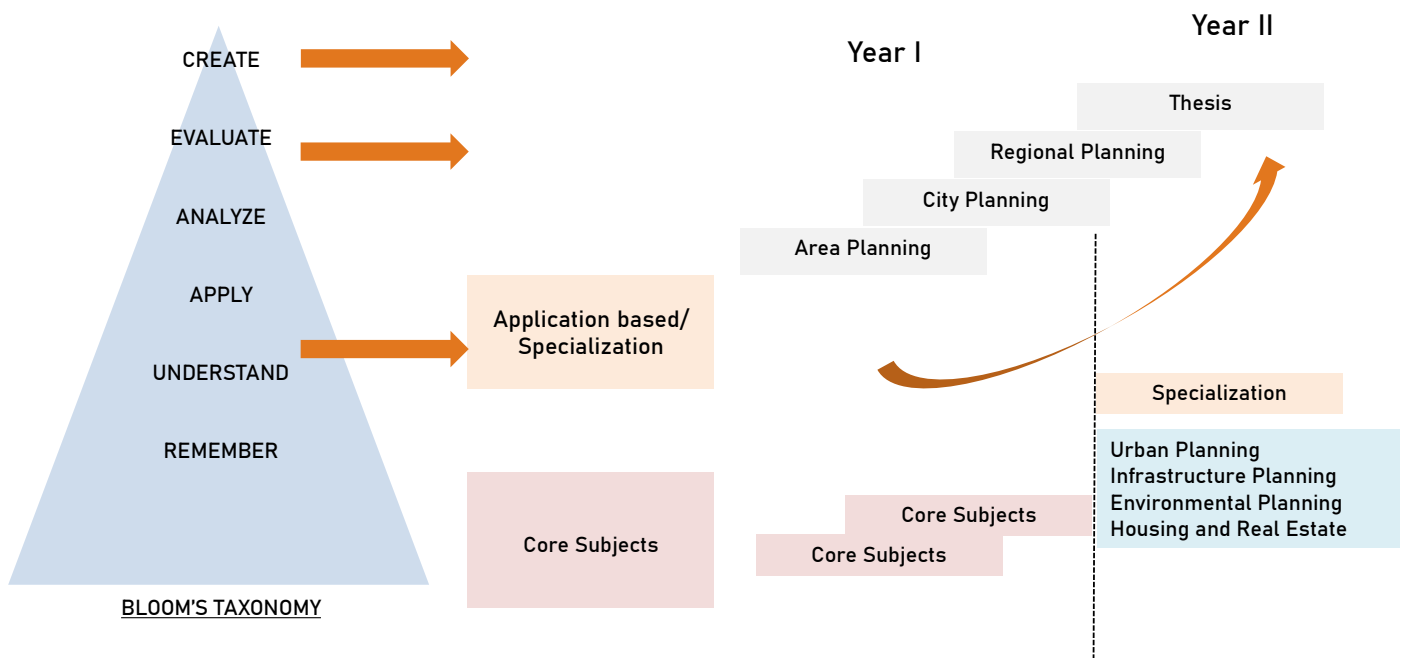 CREATE
EVALUATE
ANALYZE
APPLY
UNDERSTAND
REMEMBER
BLOOM'S TAXONOMY
Application based/
Specialization
Core Subjects
Year I
Year II
Thesis
Regional Planning
City Planning
Area Planning
Specialization
Urban Planning
Infrastructure Planning
Environmental Planning
Housing and Real Estate
Core Subjects
Core Subjects